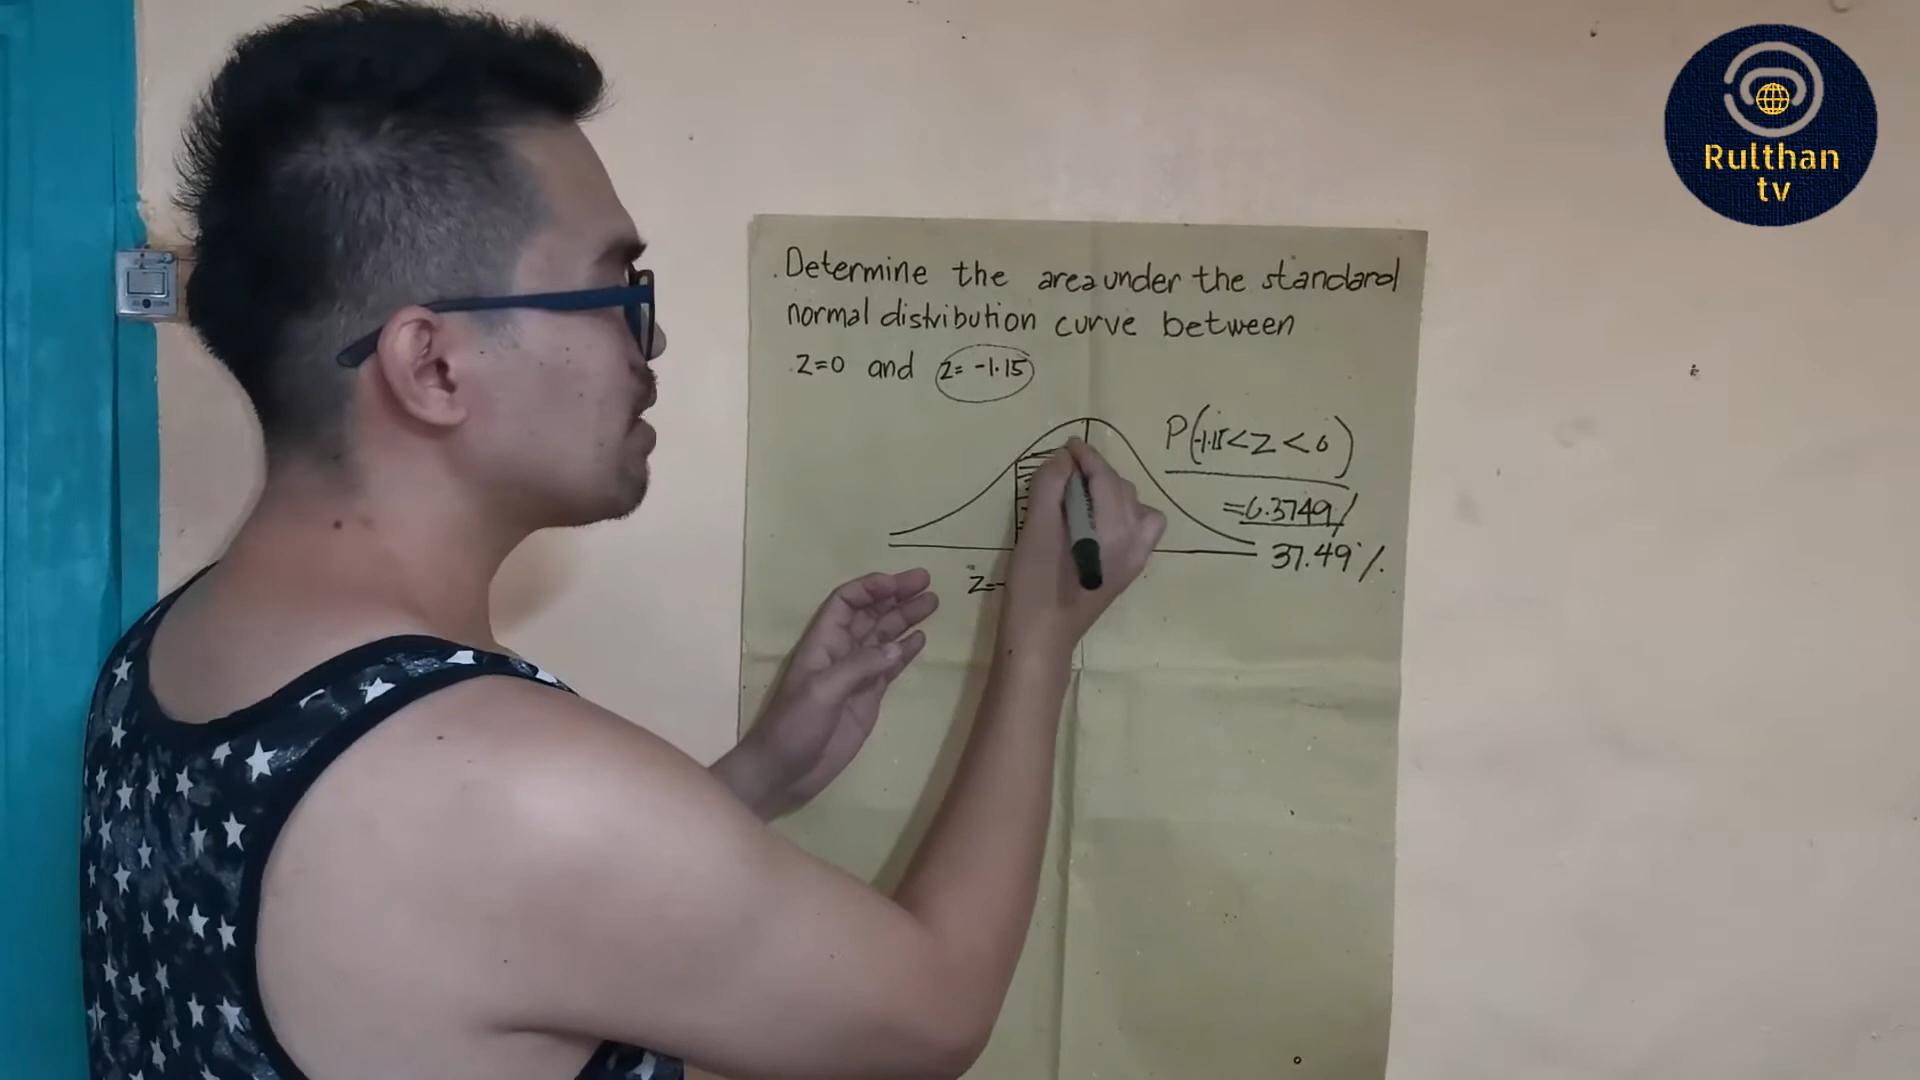 Rulthan
tv
. Determine the area under the standard
normal distribution curve between
z=0 and z= -1.15
P(-1.15<Z<0)
=0.3749
37.49%
z=-